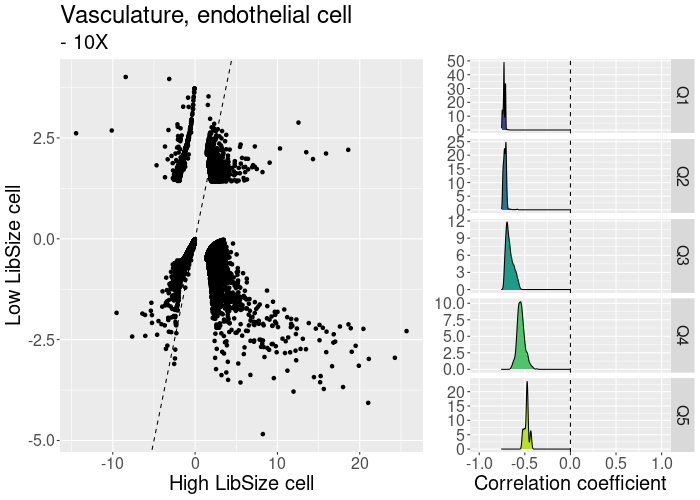 Vasculature, endothelial cell
- 10X
2.5
0.0
-2.5
-5.0
Low LibSize cell
-10 0 10 20
High LibSize cell
50
40
30
20
10
0
Q1
25
20
15
10
5
0
Q2
12
9
6
3
0
Q3
10.0
7.5
5.0
2.5
0.0
Q4
20
15
10
5
0
Q5
-1.0 -0.5 0.0 0.5 1.0
Correlation coefficient